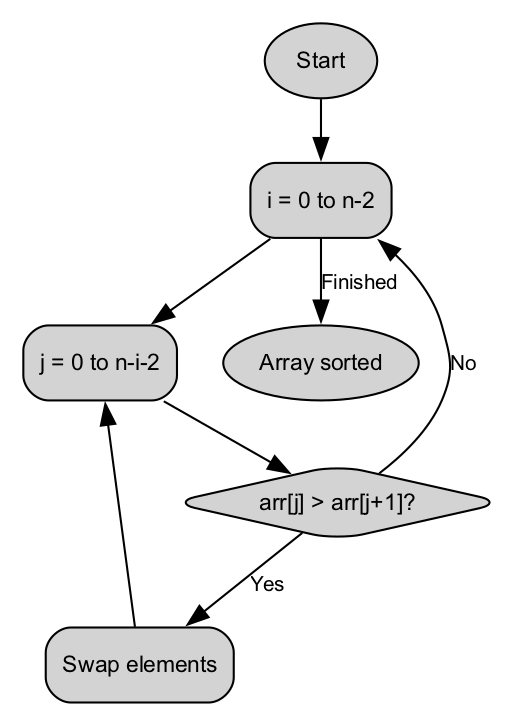 Start
i = 0 to n-2
Finished
j = 0 to n-i-2
Array sorted
No
arr[j] > arr[j+1]?
Yes
Swap elements